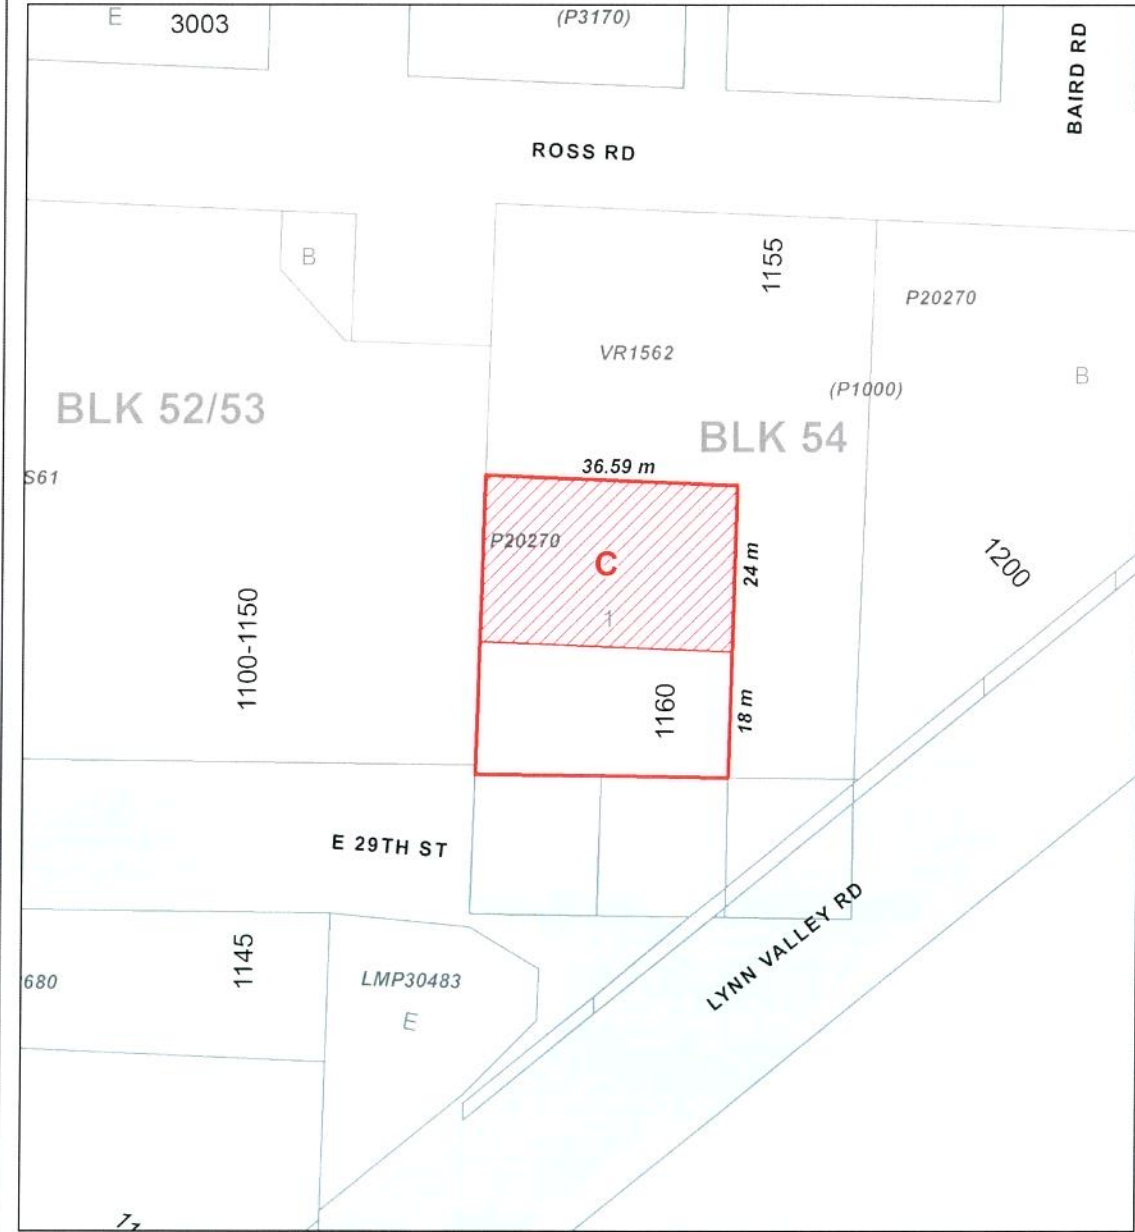 E
3003
(P3170)
BAIRD RD
ROSS RD
B
1155
P20270
VR1562
(P1000)
B
BLK 52/53
BLK 54
36.59 m
S61
P20270
C
24 m
1200
1
1100-1150
1160
18 m
E 29TH ST
LYNN VALLEY RD
1145
680
LMP30483
E